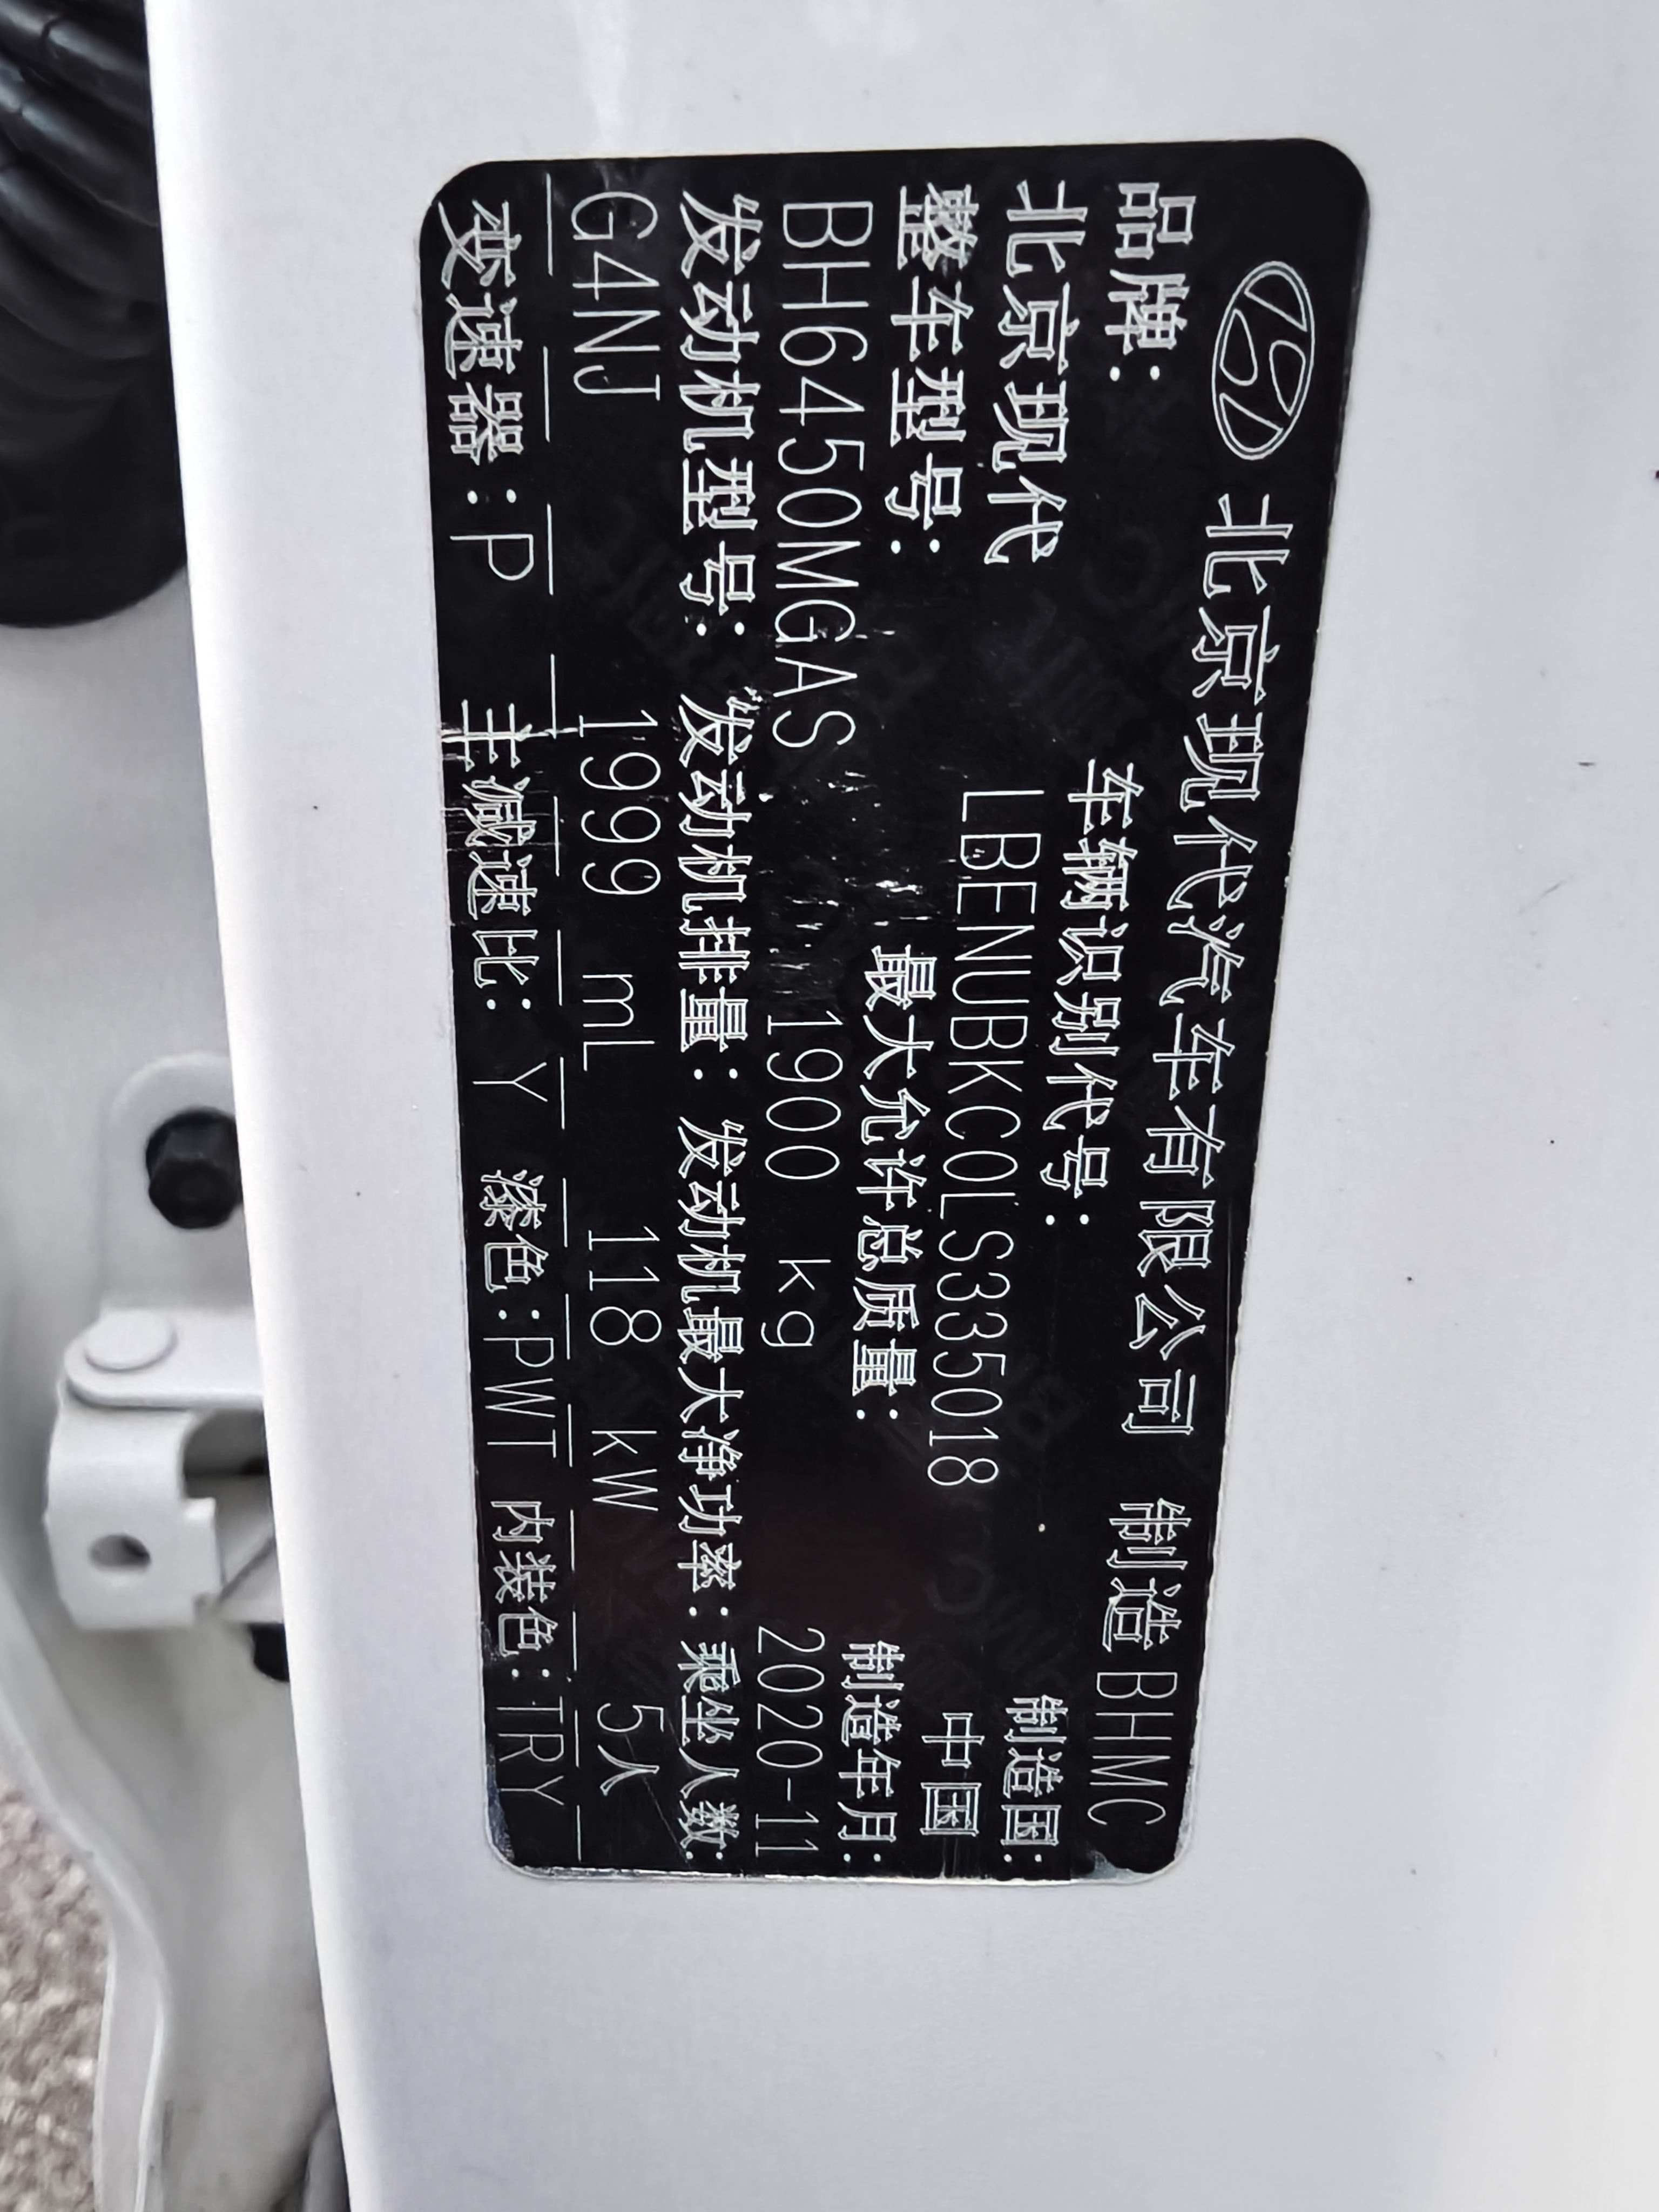 北京现代汽车有限公司 制造 BHMC
品牌: 车辆识别代号: 制造国:
北京现代 LBENUBKC0LS335018 中国
整车型号: 最大允许总质量: 制造年月:
BH6450MGAS 1900 kg 2020-11
发动机型号: 发动机排量: 发动机最大净功率: 乘坐人数:
G4NJ 1999 mL 118 kW 5人
变速器:P 主减速比:Y 漆色:PWT 内装色:TRY